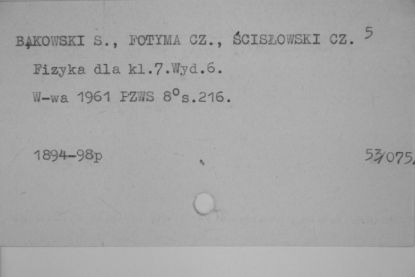 BĄKOWSKI S., FOTYMA CZ., ŚCISŁOWSKI CZ. 5
Fizyka dla kl.7.Wyd.6.
W-wa 1961 PZWS 8° s.216.
1894-98p 53/075/